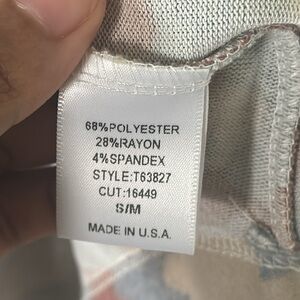 68%POLYESTER
28%RAYON
4%SPANDEX
STYLE:T63827
CUT:16449
S/M
MADE IN U.S.A.